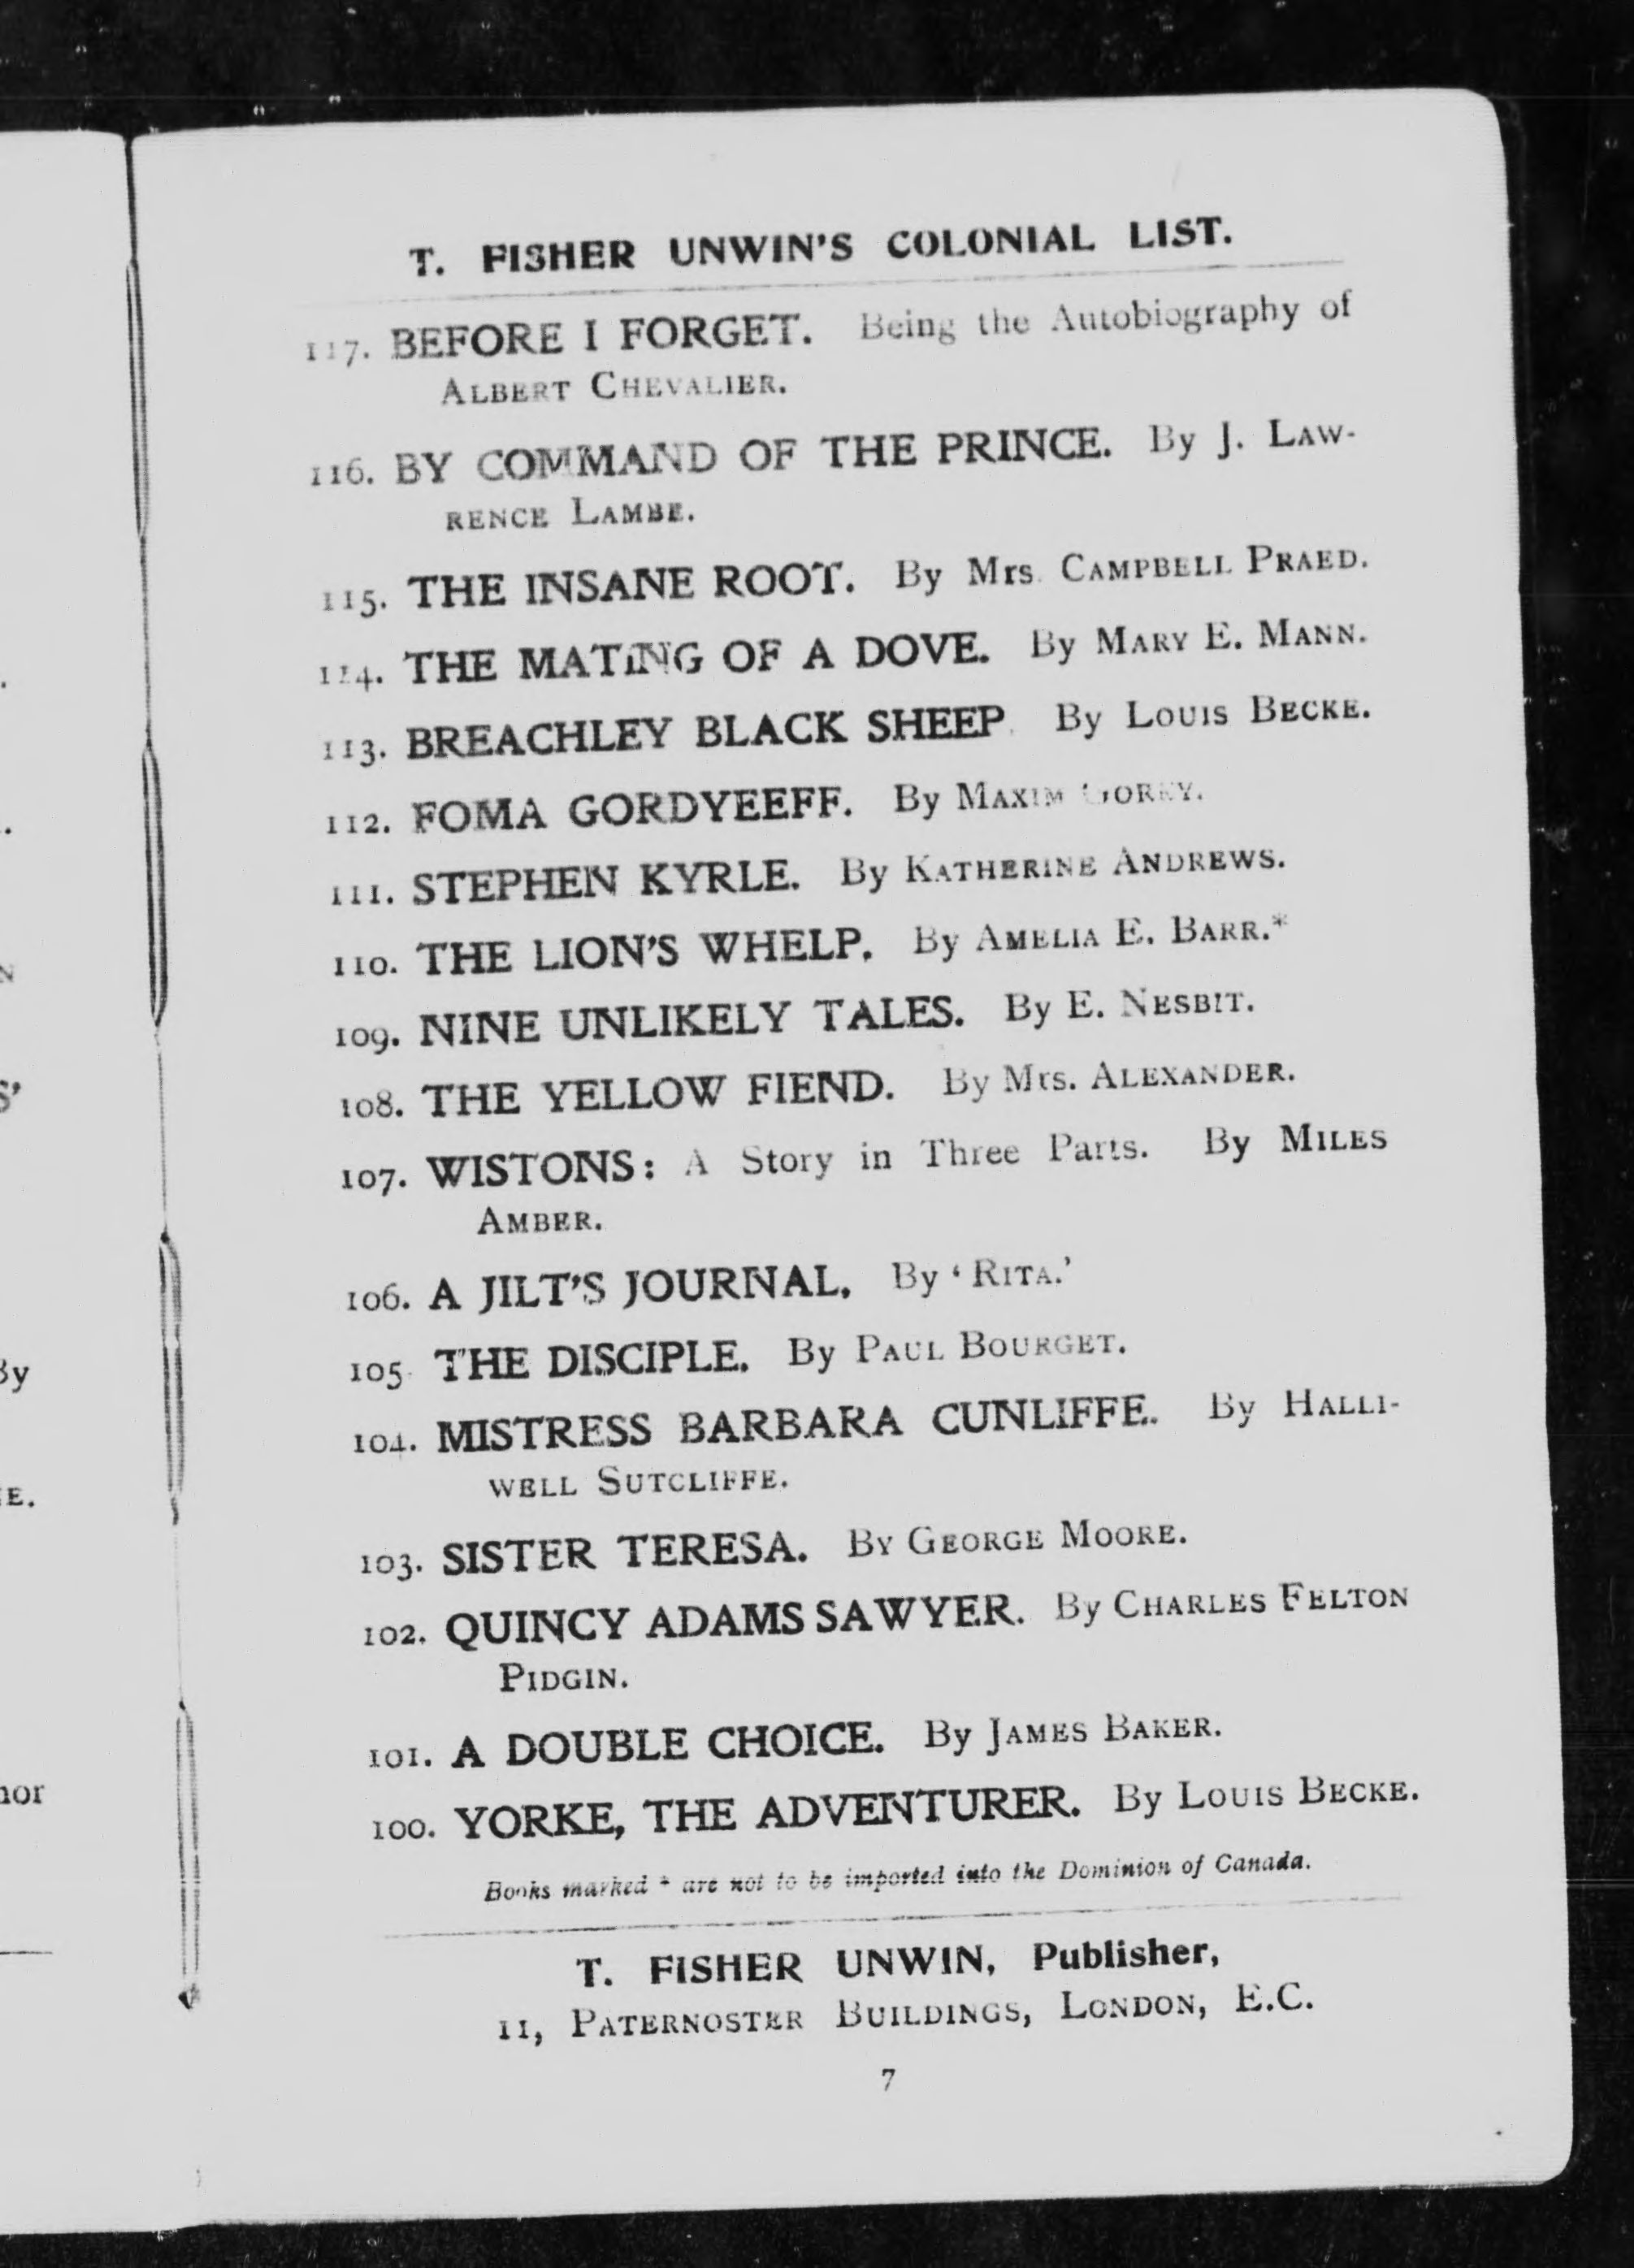 T. FISHER UNWIN'S COLONIAL LIST.
117. BEFORE I FORGET. Being the Autobiography of
ALBERT CHEVALIER.
116. BY COMMAND OF THE PRINCE. By J. LAW-
RENCE LAMBE.
115. THE INSANE ROOT. By Mrs. CAMPBELL PRAED.
114. THE MATING OF A DOVE. By MARY E. MANN.
113. BREACHLEY BLACK SHEEP. By LOUIS BECKE.
112. FOMA GORDYEEFF. By MAXIM GORKY.
111. STEPHEN KYRLE. By KATHERINE ANDREWS.
110. THE LION'S WHELP. By AMELIA E. BARR.*
109. NINE UNLIKELY TALES. By E. NESBIT.
108. THE YELLOW FIEND. By Mrs. ALEXANDER.
107. WISTONS: A Story in Three Parts. By MILES
AMBER.
106. A JILT'S JOURNAL. By 'RITA.'
105. THE DISCIPLE. By PAUL BOURGET.
104. MISTRESS BARBARA CUNLIFFE. By HALLI-
WELL SUTCLIFFE.
103. SISTER TERESA. BY GEORGE MOORE.
102. QUINCY ADAMS SAWYER. By CHARLES FELTON
PIDGIN.
101. A DOUBLE CHOICE. By JAMES BAKER.
100. YORKE, THE ADVENTURER. By LOUIS BECKE.
Books marked * are not to be imported into the Dominion of Canada.
T. FISHER UNWIN, Publisher,
11, PATERNOSTER BUILDINGS, LONDON, E.C.
7